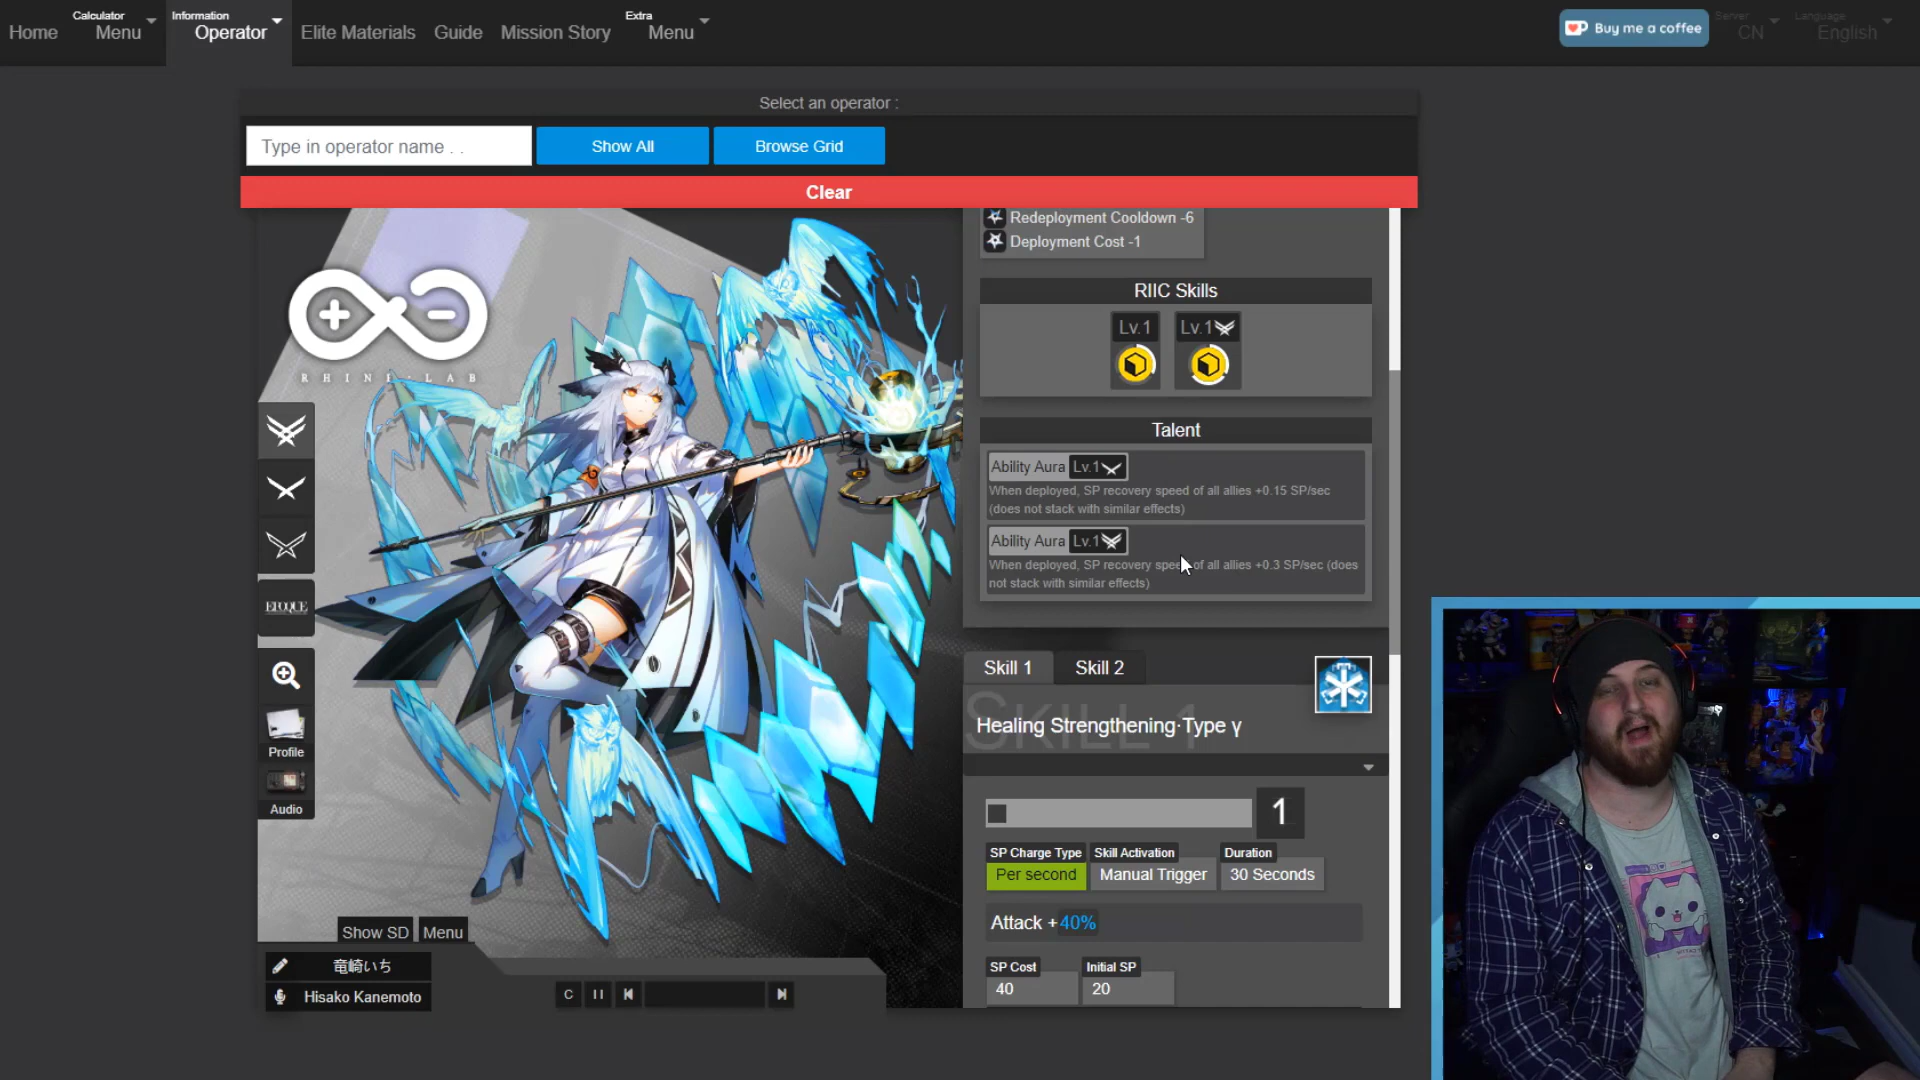 Calculator
Information
Extra
Server
Language
Home
Menu
Operator
Elite Materials
Guide
Mission Story
Menu
Buy me a coffee
CN
English
Select an operator :
Type in operator name . .
Show All
Browse Grid
Clear
Redeployment Cooldown -6
Deployment Cost -1
RIIC Skills
Lv.1
Lv.1
RHINE LAB
Talent
Ability Aura Lv.1
When deployed, SP recovery speed of all allies +0.15 SP/sec
(does not stack with similar effects)
Ability Aura Lv.1
When deployed, SP recovery speed of all allies +0.3 SP/sec (does
not stack with similar effects)
EPOQUE
Skill 1
Skill 2
SKILL 1
Healing Strengthening·Type γ
Profile
Audio
1
SP Charge Type
Skill Activation
Duration
Per second
Manual Trigger
30 Seconds
Attack +40%
Show SD
Menu
SP Cost
Initial SP
40
20
竜崎いち
Hisako Kanemoto
C